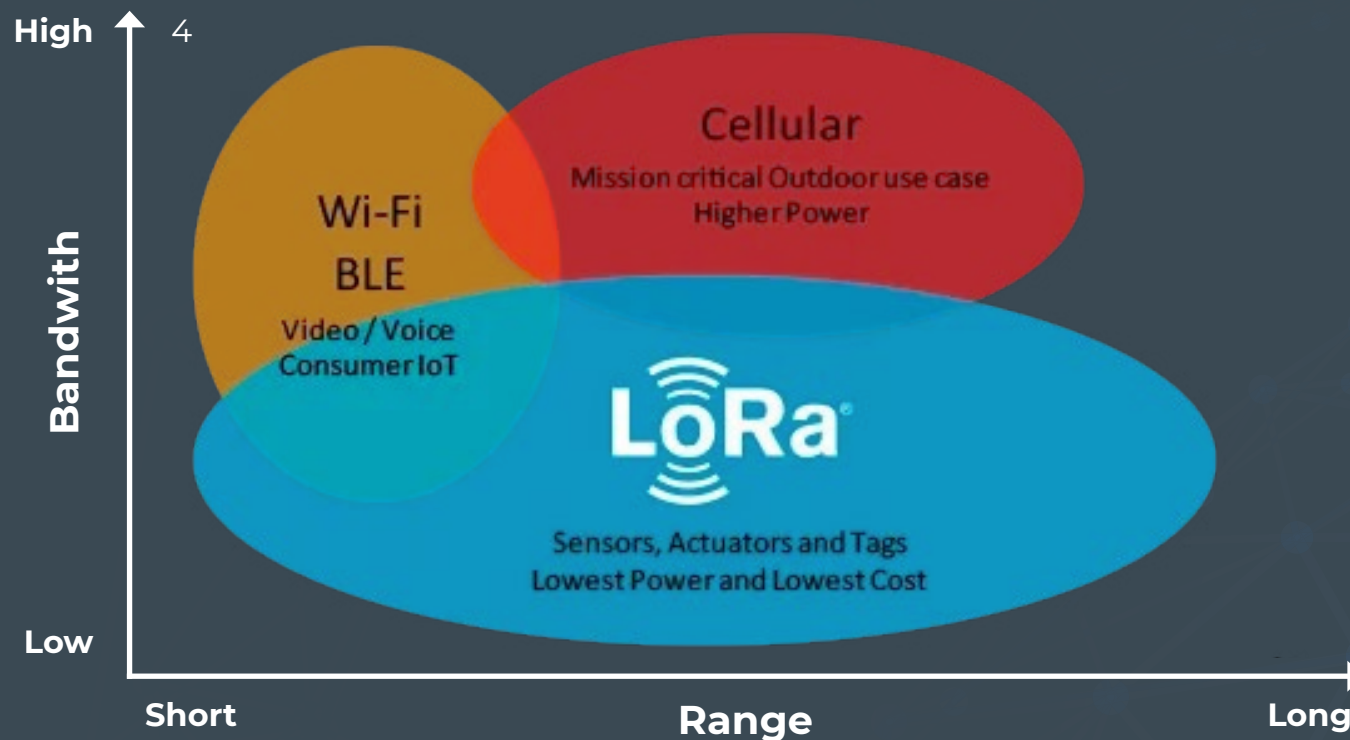 High
4
Cellular
Mission critical Outdoor use case
Higher Power
Wi-Fi
BLE
Video / Voice
Consumer IoT
Bandwith
LoRa®
Sensors, Actuators and Tags
Lowest Power and Lowest Cost
Low
Short
Range
Long